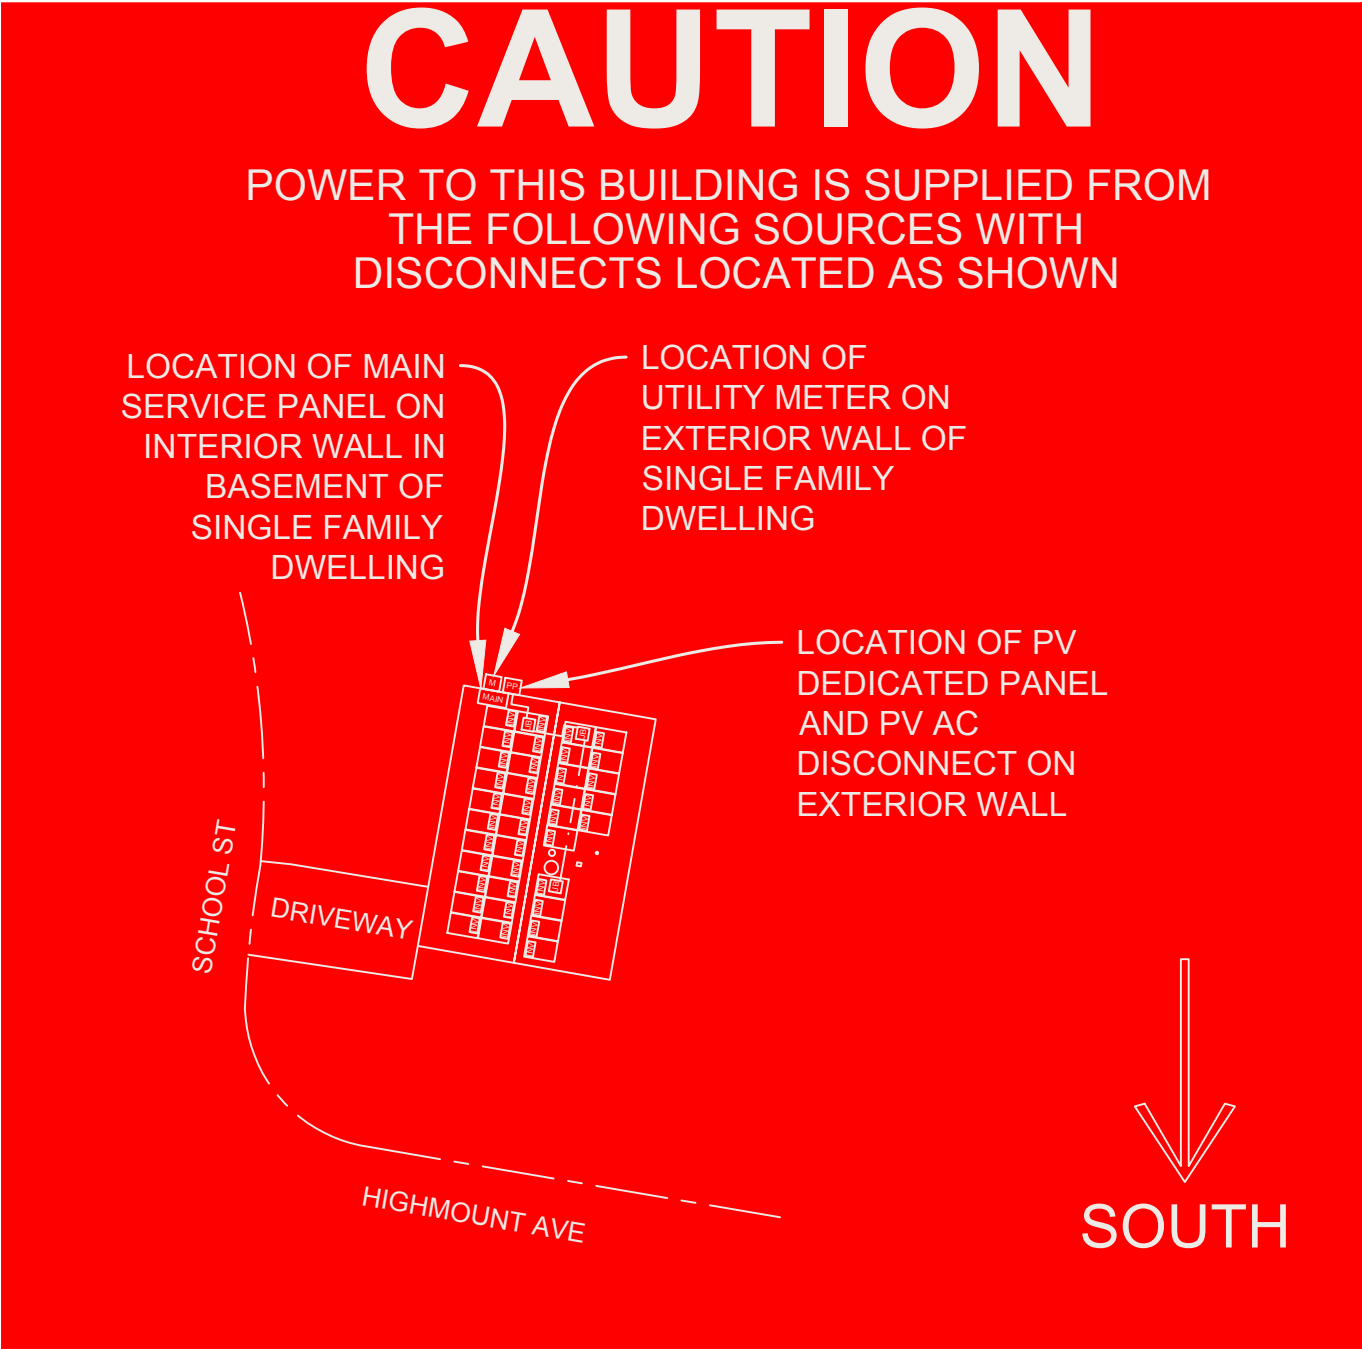 CAUTION
POWER TO THIS BUILDING IS SUPPLIED FROM
THE FOLLOWING SOURCES WITH
DISCONNECTS LOCATED AS SHOWN
LOCATION OF MAIN
SERVICE PANEL ON
INTERIOR WALL IN
BASEMENT OF
SINGLE FAMILY
DWELLING
LOCATION OF
UTILITY METER ON
EXTERIOR WALL OF
SINGLE FAMILY
DWELLING
LOCATION OF PV
DEDICATED PANEL
AND PV AC
DISCONNECT ON
EXTERIOR WALL
M
PP
MAIN
SCHOOL ST
DRIVEWAY
HIGHMOUNT AVE
SOUTH